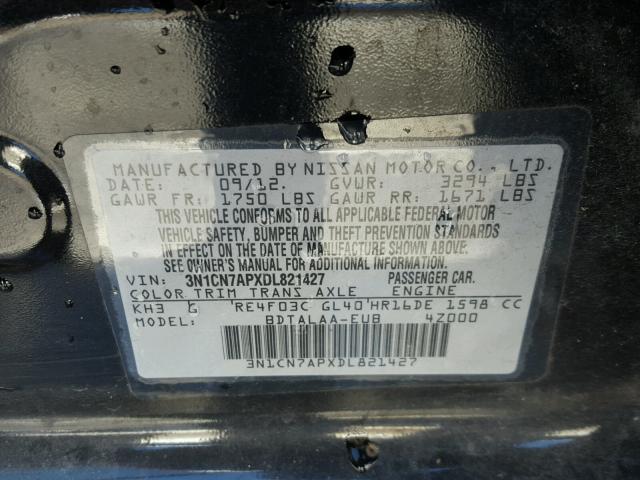 MANUFACTURED BY NISSAN MOTOR CO., LTD.
DATE: 09/12. GVWR: 3294 LBS
GAWR FR: 1750 LBS GAWR RR: 1671 LBS
THIS VEHICLE CONFORMS TO ALL APPLICABLE FEDERAL MOTOR
VEHICLE SAFETY, BUMPER AND THEFT PREVENTION STANDARDS
IN EFFECT ON THE DATE OF MANUFACTURE SHOWN ABOVE.
SEE OWNER'S MANUAL FOR ADDITIONAL INFORMATION.
VIN: 3N1CN7APXDL821427 PASSENGER CAR.
COLOR TRIM TRANS AXLE ENGINE
KH3 G RE4F03C GL40 HR16DE 1598 CC
MODEL: BDTALAA-EUB 4Z000
3N1CN7APXDL821427